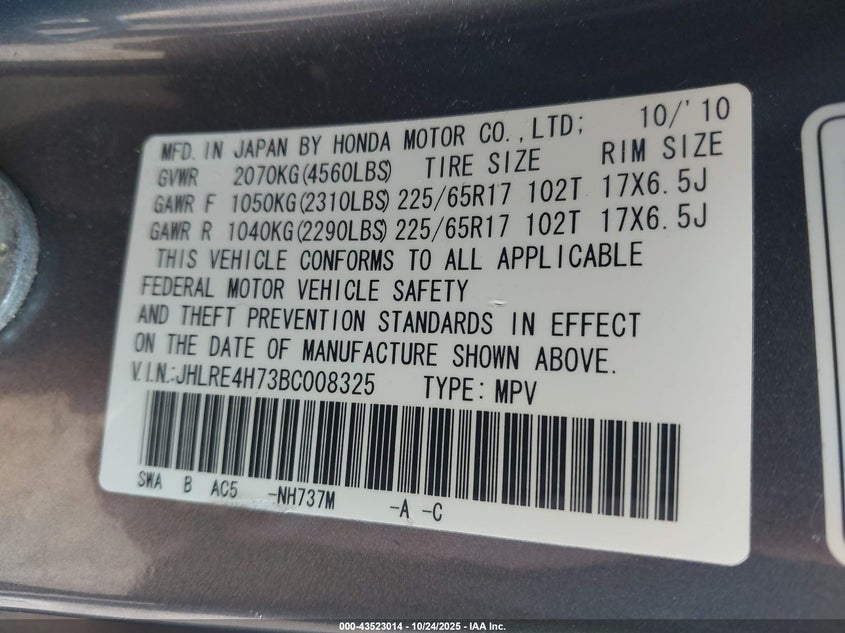 MFD. IN JAPAN BY HONDA MOTOR CO.,LTD; 10/'10
GVWR 2070KG(4560LBS) TIRE SIZE RIM SIZE
GAWR F 1050KG(2310LBS) 225/65R17 102T 17X6.5J
GAWR R 1040KG(2290LBS) 225/65R17 102T 17X6.5J
THIS VEHICLE CONFORMS TO ALL APPLICABLE
FEDERAL MOTOR VEHICLE SAFETY
AND THEFT PREVENTION STANDARDS IN EFFECT
ON THE DATE OF MANUFACTURE SHOWN ABOVE.
V.I.N.:JHLRE4H73BC008325 TYPE: MPV
SWA B AC5 -NH737M -A -C
000-43523014 - 10/24/2025 - IAA Inc.